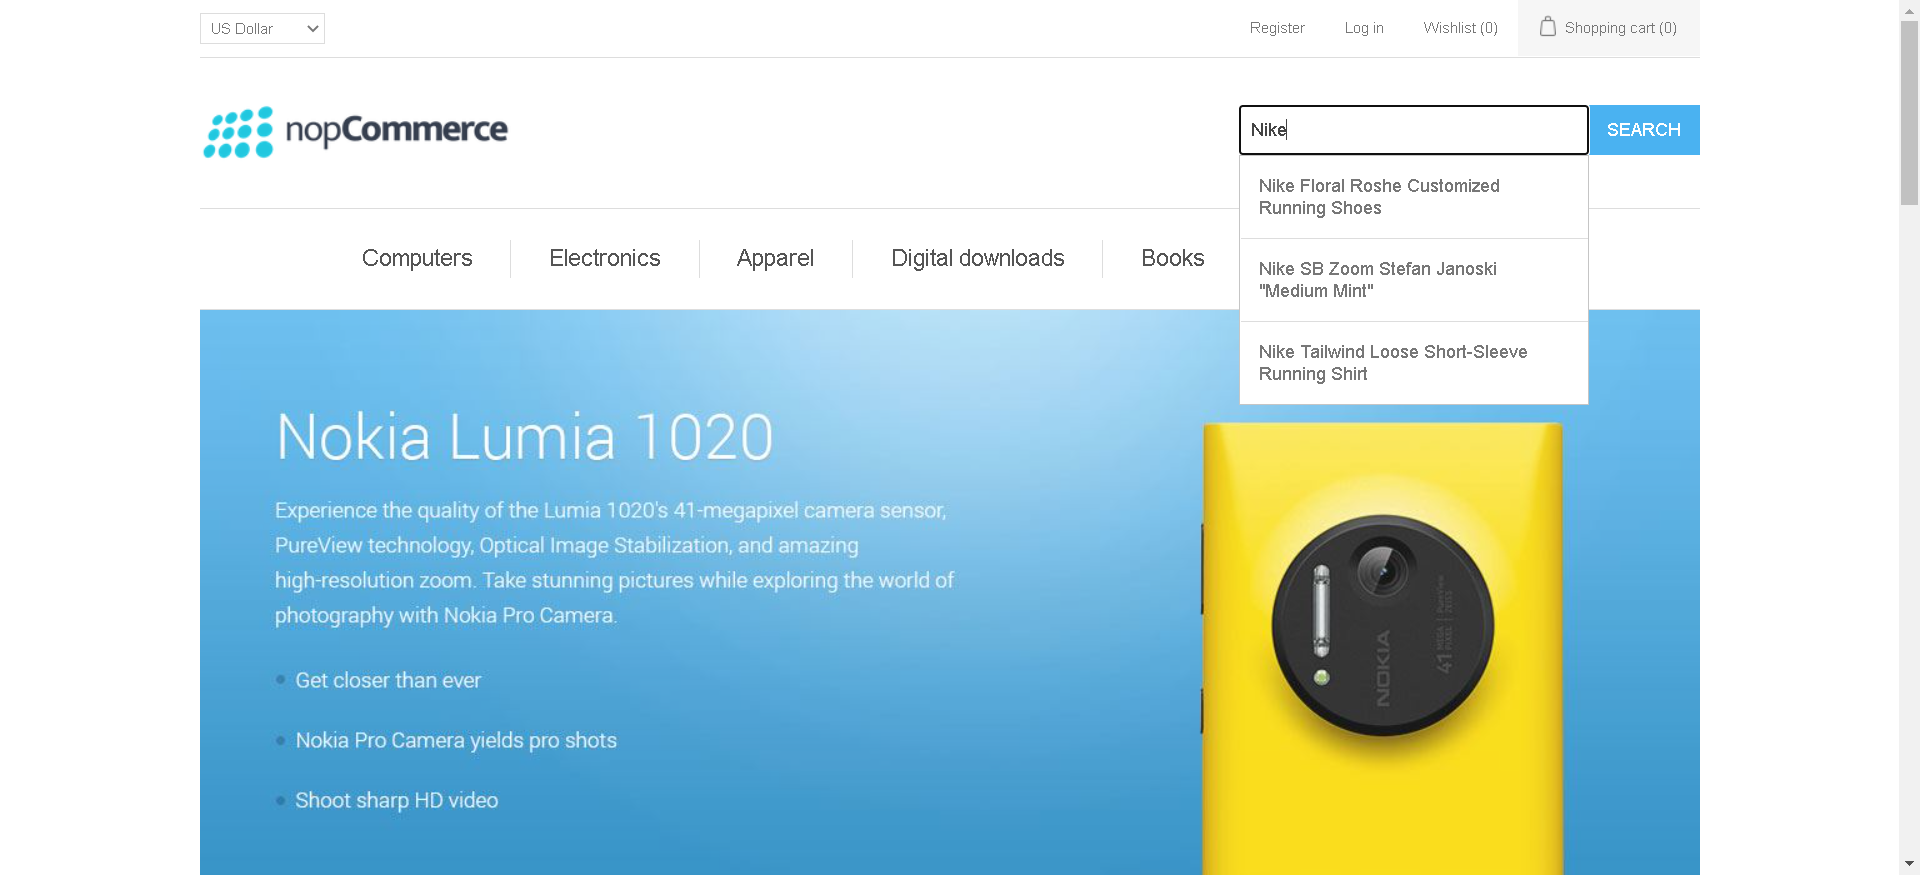 US Dollar
Register
Log in
Wishlist (0)
Shopping cart (0)
nopCommerce
Nike
SEARCH
Nike Floral Roshe Customized
Running Shoes
Nike SB Zoom Stefan Janoski
"Medium Mint"
Nike Tailwind Loose Short-Sleeve
Running Shirt
Computers
Electronics
Apparel
Digital downloads
Books
Nokia Lumia 1020
Experience the quality of the Lumia 1020's 41-megapixel camera sensor,
PureView technology, Optical Image Stabilization, and amazing
high-resolution zoom. Take stunning pictures while exploring the world of
photography with Nokia Pro Camera.
Get closer than ever
Nokia Pro Camera yields pro shots
Shoot sharp HD video
NOKIA
41 MEGA
PIXEL
PureView
ZEISS